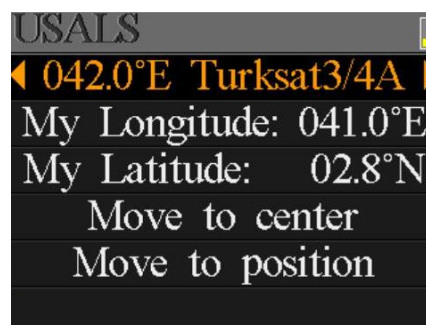 USALS
042.0°E Turksat3/4A
My Longitude: 041.0°E
My Latitude: 02.8°N
Move to center
Move to position